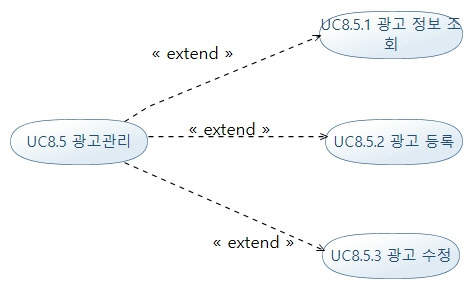 UC8.5.1 광고 정보 조
회
« extend »
« extend »
UC8.5 광고관리
UC8.5.2 광고 등록
« extend »
UC8.5.3 광고 수정